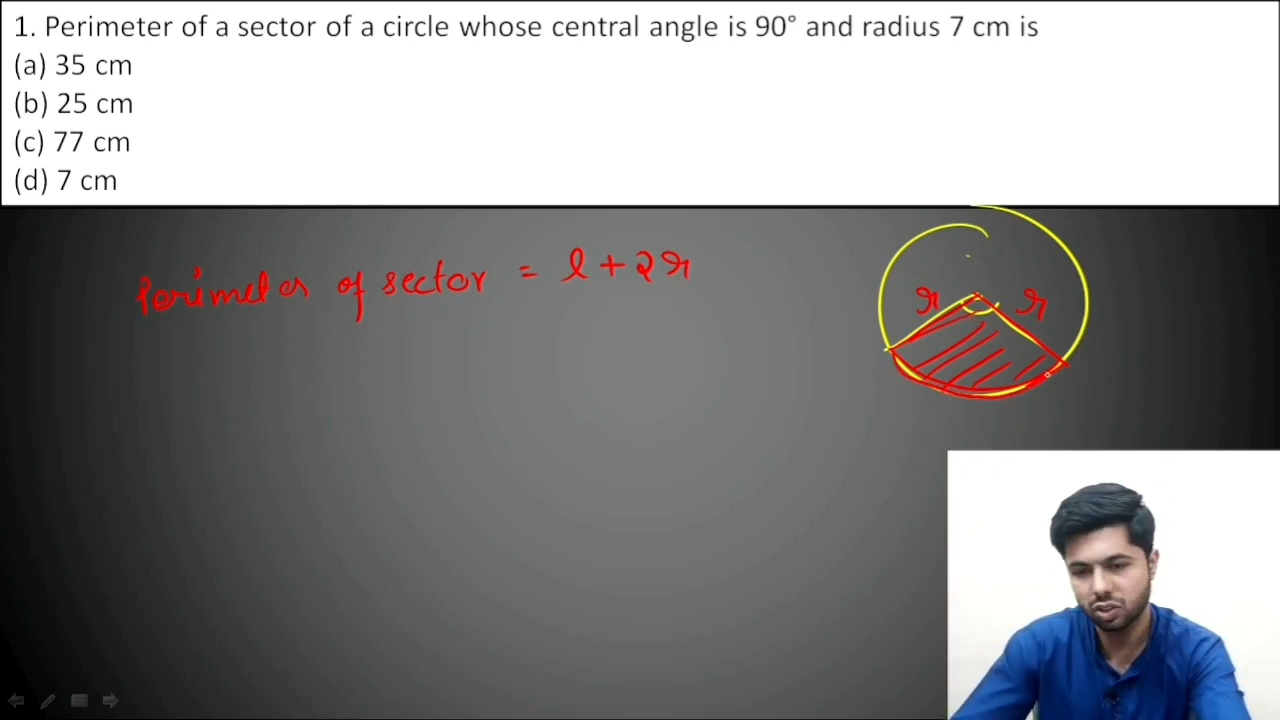 1. Perimeter of a sector of a circle whose central angle is 90° and radius 7 cm is
(a) 35 cm
(b) 25 cm
(c) 77 cm
(d) 7 cm
Perimeter of sector = l + 2r
r r